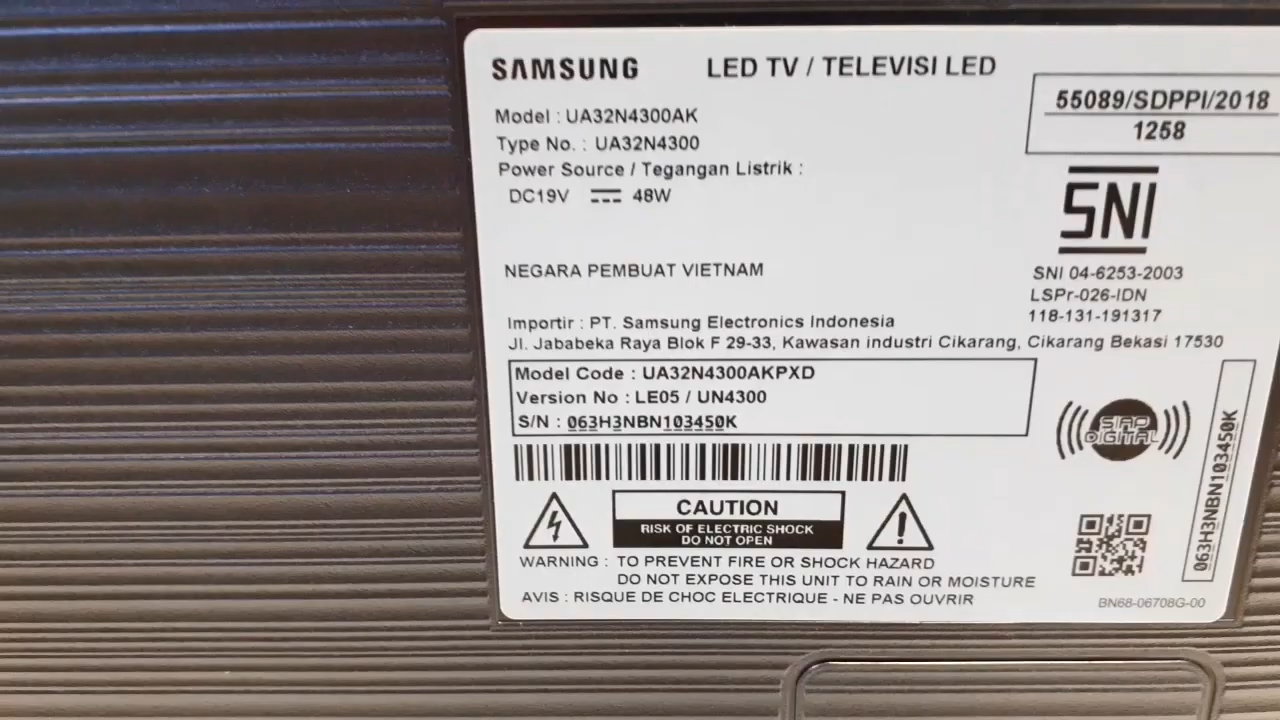 SAMSUNG LED TV / TELEVISI LED
Model : UA32N4300AK
Type No. : UA32N4300
Power Source / Tegangan Listrik :
DC19V 48W
55089/SDPPI/2018
1258
SNI
SNI 04-6253-2003
LSPr-026-IDN
118-131-191317
NEGARA PEMBUAT VIETNAM
Importir : PT. Samsung Electronics Indonesia
Jl. Jababeka Raya Blok F 29-33, Kawasan industri Cikarang, Cikarang Bekasi 17530
Model Code : UA32N4300AKPXD
Version No : LE05 / UN4300
S/N : 063H3NBN103450K
SIAP
DIGITAL
063H3NBN103450K
CAUTION
RISK OF ELECTRIC SHOCK
DO NOT OPEN
WARNING : TO PREVENT FIRE OR SHOCK HAZARD
DO NOT EXPOSE THIS UNIT TO RAIN OR MOISTURE
AVIS : RISQUE DE CHOC ELECTRIQUE - NE PAS OUVRIR
BN68-06708G-00